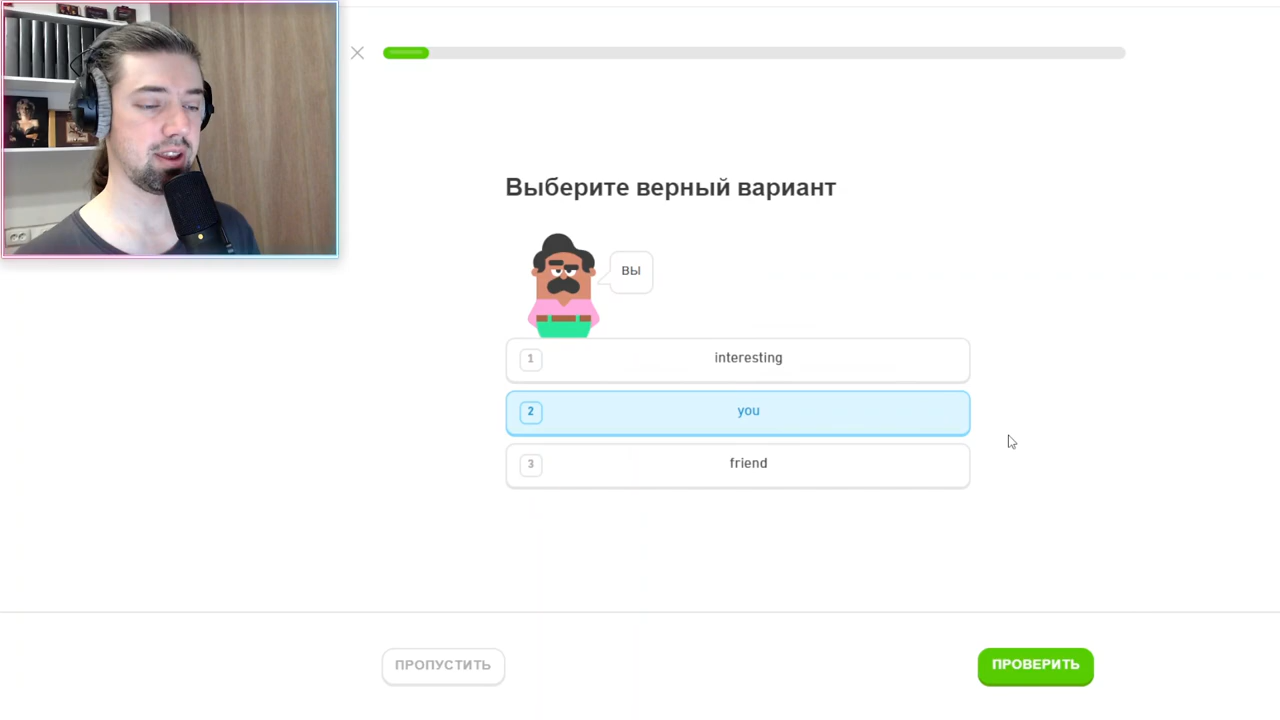 Выберите верный вариант
вы
1 interesting
2 you
3 friend
ПРОПУСТИТЬ
ПРОВЕРИТЬ